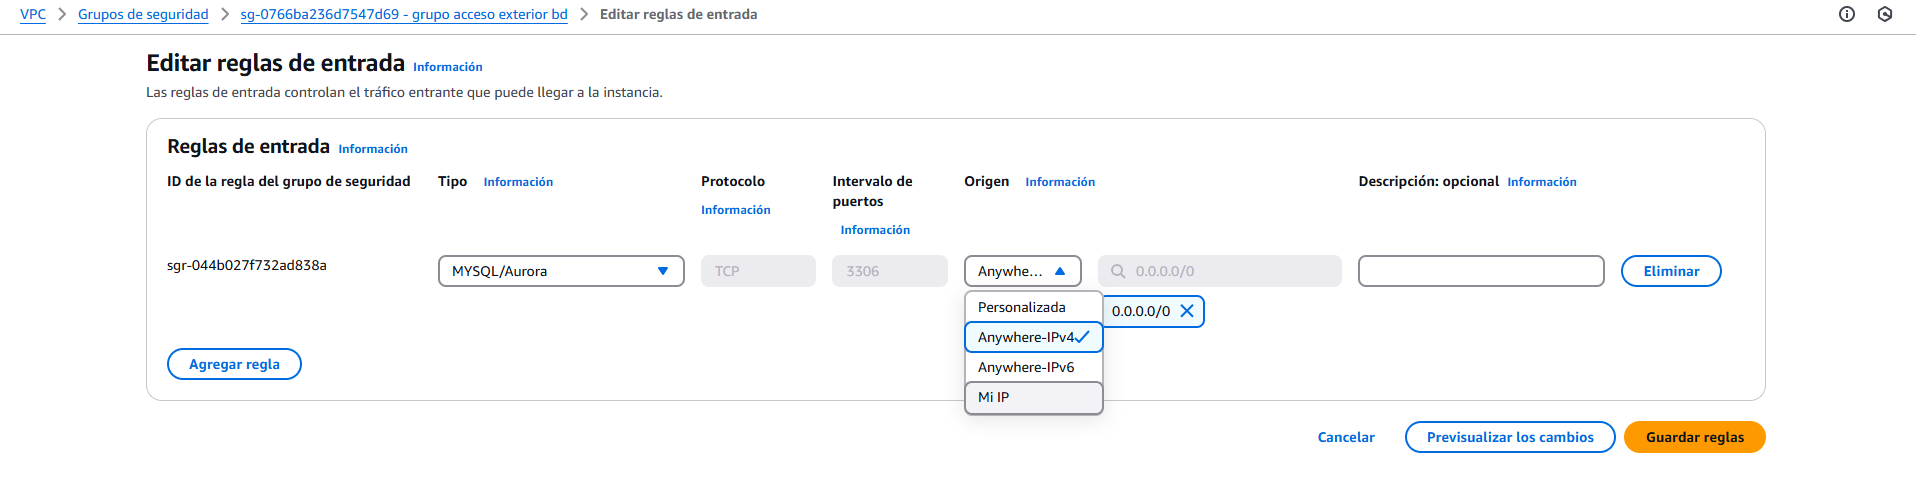 VPC > Grupos de seguridad > sg-0766ba236d7547d69 - grupo acceso exterior bd > Editar reglas de entrada
Editar reglas de entrada Información
Las reglas de entrada controlan el tráfico entrante que puede llegar a la instancia.
Reglas de entrada Información
ID de la regla del grupo de seguridad Tipo Información Protocolo Información Intervalo de puertos Información Origen Información Descripción: opcional Información
sgr-044b027f732ad838a MYSQL/Aurora TCP 3306 Anywhe... 0.0.0.0/0 Eliminar
Personalizada 0.0.0.0/0
Anywhere-IPv4
Anywhere-IPv6
Mi IP
Agregar regla
Cancelar Previsualizar los cambios Guardar reglas